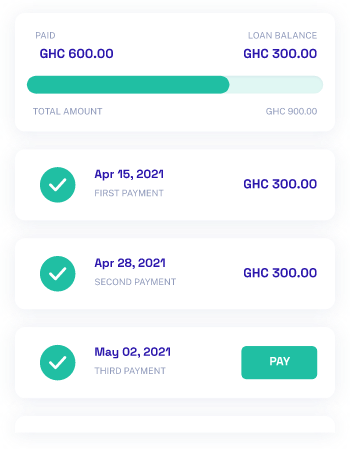 PAID LOAN BALANCE
GHC 600.00 GHC 300.00
TOTAL AMOUNT GHC 900.00
Apr 15, 2021
FIRST PAYMENT
GHC 300.00
Apr 28, 2021
SECOND PAYMENT
GHC 300.00
May 02, 2021
THIRD PAYMENT
PAY